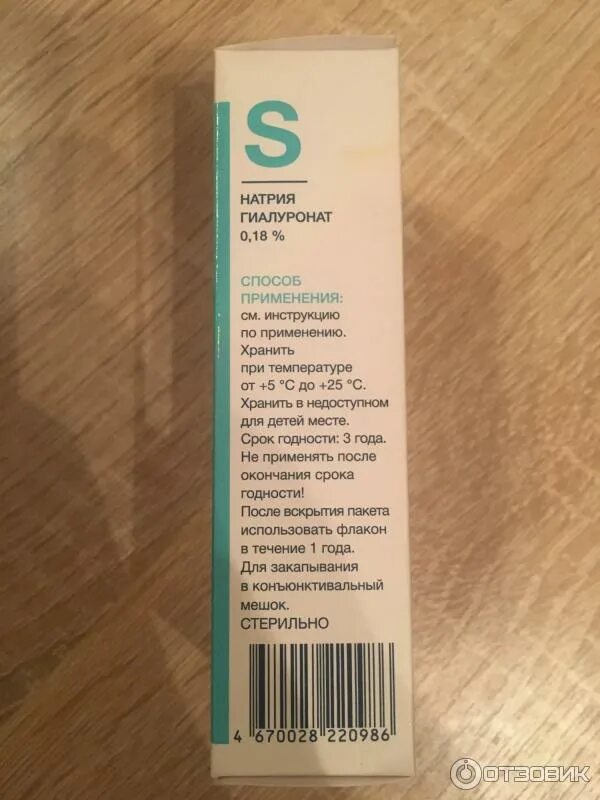 S
НАТРИЯ
ГИАЛУРОНАТ
0,18 %
СПОСОБ
ПРИМЕНЕНИЯ:
см. инструкцию
по применению.
Хранить
при температуре
от +5 °C до +25 °C.
Хранить в недоступном
для детей месте.
Срок годности: 3 года.
Не применять после
окончания срока
годности!
После вскрытия пакета
использовать флакон
в течение 1 года.
Для закапывания
в конъюнктивальный
мешок.
СТЕРИЛЬНО
4 670028 220986
ОТЗОВИК